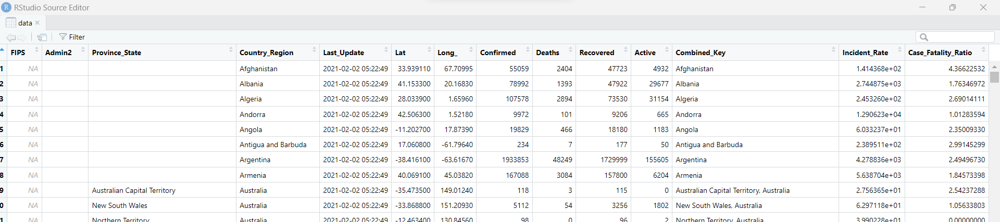 R RStudio Source Editor
data
Filter
FIPS Admin2 Province_State Country_Region Last_Update Lat Long_ Confirmed Deaths Recovered Active Combined_Key Incident_Rate Case_Fatality_Ratio
1 NA Afghanistan 2021-02-02 05:22:49 33.939110 67.70995 55059 2404 47723 4932 Afghanistan 1.414368e+02 4.36622532
2 NA Albania 2021-02-02 05:22:49 41.153300 20.16830 78992 1393 47922 29677 Albania 2.744875e+03 1.76346972
3 NA Algeria 2021-02-02 05:22:49 28.033900 1.65960 107578 2894 73530 31154 Algeria 2.453260e+02 2.69014111
4 NA Andorra 2021-02-02 05:22:49 42.506300 1.52180 9972 101 9206 665 Andorra 1.290623e+04 1.01283594
5 NA Angola 2021-02-02 05:22:49 -11.202700 17.87390 19829 466 18180 1183 Angola 6.033237e+01 2.35009330
6 NA Antigua and Barbuda 2021-02-02 05:22:49 17.060800 -61.79640 234 7 177 50 Antigua and Barbuda 2.389511e+02 2.99145299
7 NA Argentina 2021-02-02 05:22:49 -38.416100 -63.61670 1933853 48249 1729999 155605 Argentina 4.278836e+03 2.49496730
8 NA Armenia 2021-02-02 05:22:49 40.069100 45.03820 167088 3084 157800 6204 Armenia 5.638704e+03 1.84573398
9 NA Australian Capital Territory Australia 2021-02-02 05:22:49 -35.473500 149.01240 118 3 115 0 Australian Capital Territory, Australia 2.756365e+01 2.54237288
0 NA New South Wales Australia 2021-02-02 05:22:49 -33.868800 151.20930 5112 54 3256 1802 New South Wales, Australia 6.297118e+01 1.05633803
1 NA Northern Territory Australia 2021-02-02 05:22:49 -12.463400 130.84560 98 0 96 2 Northern Territory, Australia 3.990228e+01 0.00000000